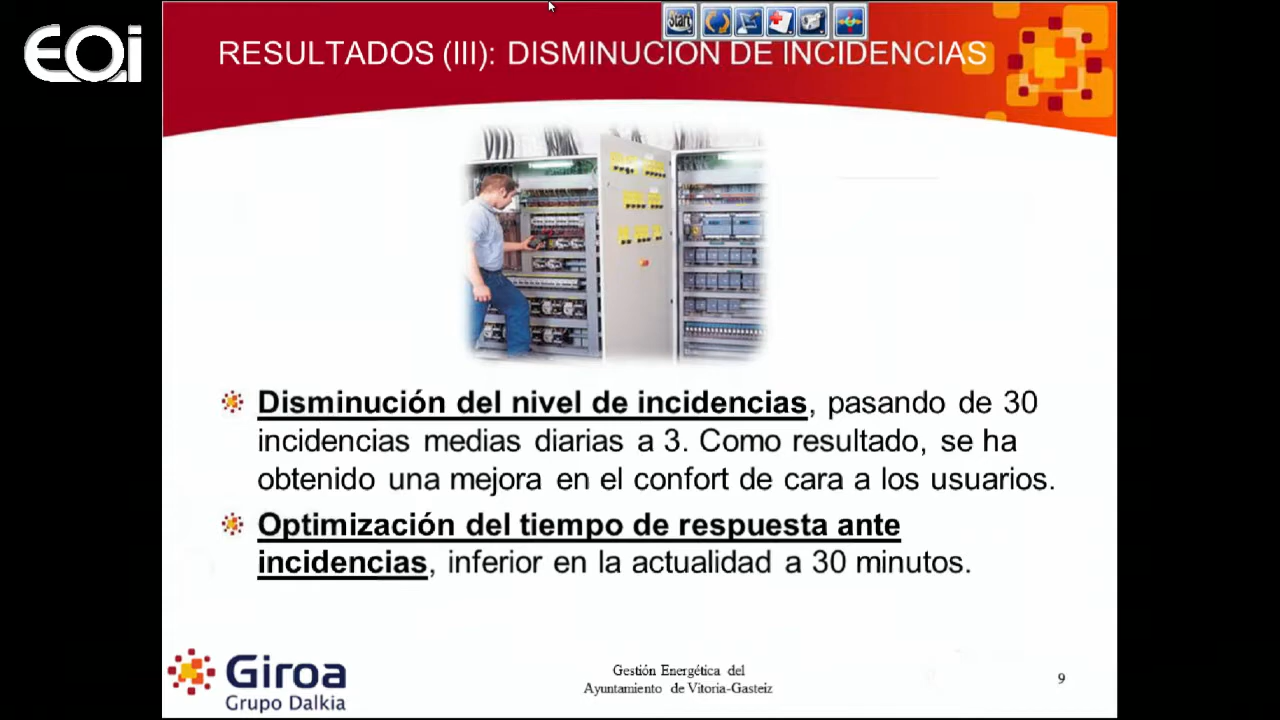 EOi
Start
RESULTADOS (III): DISMINUCION DE INCIDENCIAS
Disminución del nivel de incidencias, pasando de 30
incidencias medias diarias a 3. Como resultado, se ha
obtenido una mejora en el confort de cara a los usuarios.
Optimización del tiempo de respuesta ante
incidencias, inferior en la actualidad a 30 minutos.
Giroa
Grupo Dalkia
Gestión Energética del
Ayuntamiento de Vitoria-Gasteiz
9